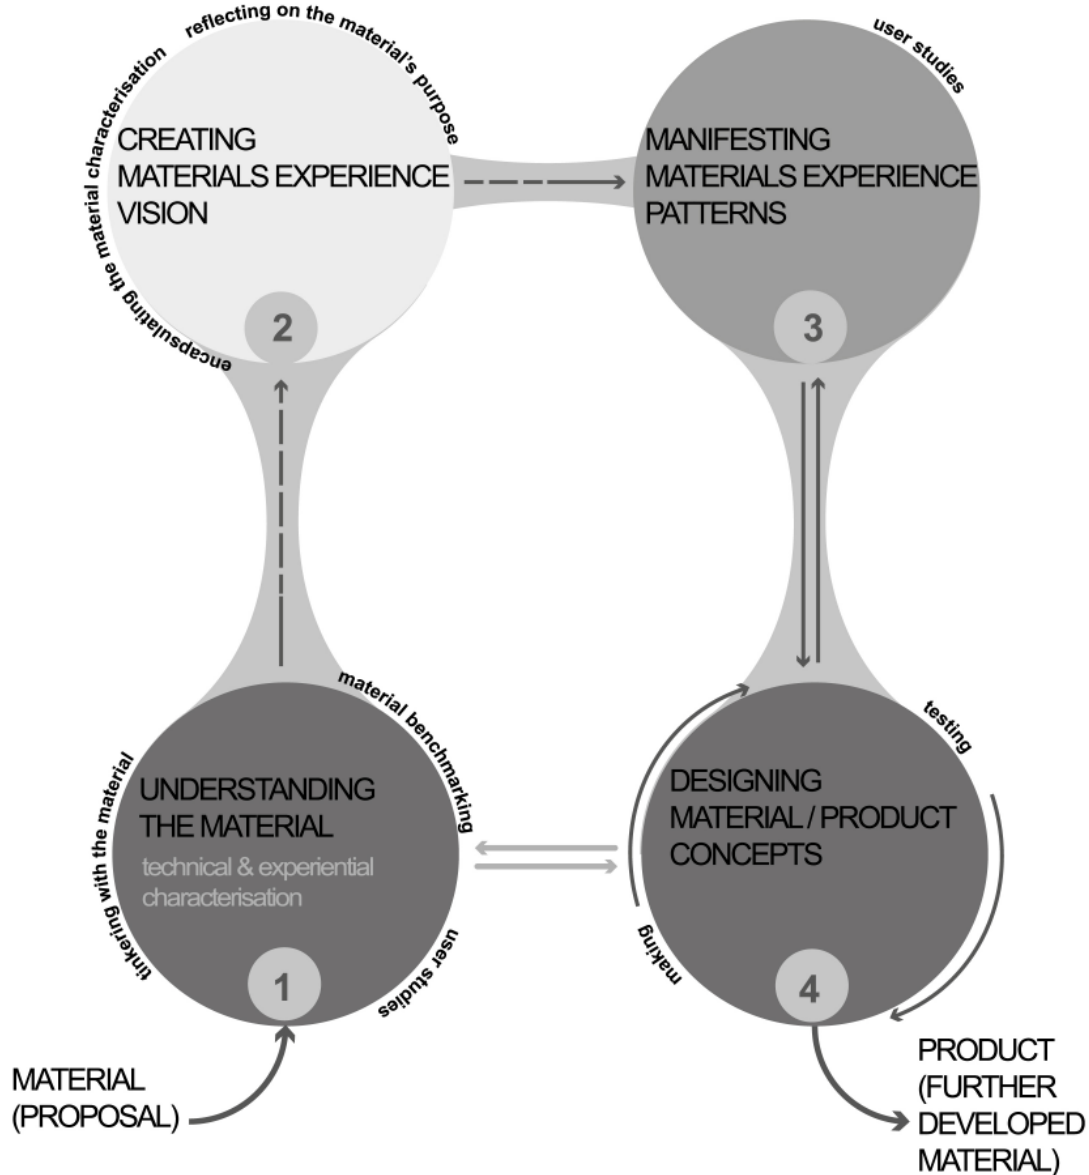 reflecting on the material's purpose
encapsulating the material characterisation
CREATING
MATERIALS EXPERIENCE
VISION
2
user studies
MANIFESTING
MATERIALS EXPERIENCE
PATTERNS
3
material benchmarking
tinkering with the material
UNDERSTANDING
THE MATERIAL
technical & experiential
characterisation
user studies
1
testing
DESIGNING
MATERIAL / PRODUCT
CONCEPTS
making
4
MATERIAL
(PROPOSAL)
PRODUCT
(FURTHER
DEVELOPED
MATERIAL)